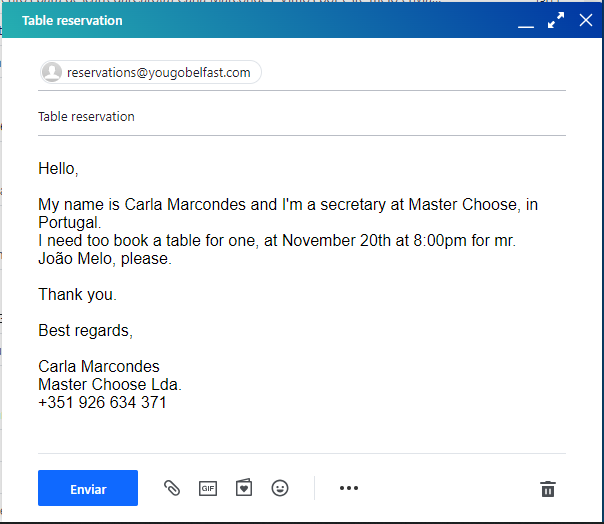 Table reservation
reservations@yougobelfast.com
Table reservation
Hello,
My name is Carla Marcondes and I'm a secretary at Master Choose, in
Portugal.
I need too book a table for one, at November 20th at 8:00pm for mr.
João Melo, please.
Thank you.
Best regards,
Carla Marcondes
Master Choose Lda.
+351 926 634 371
Enviar
GIF